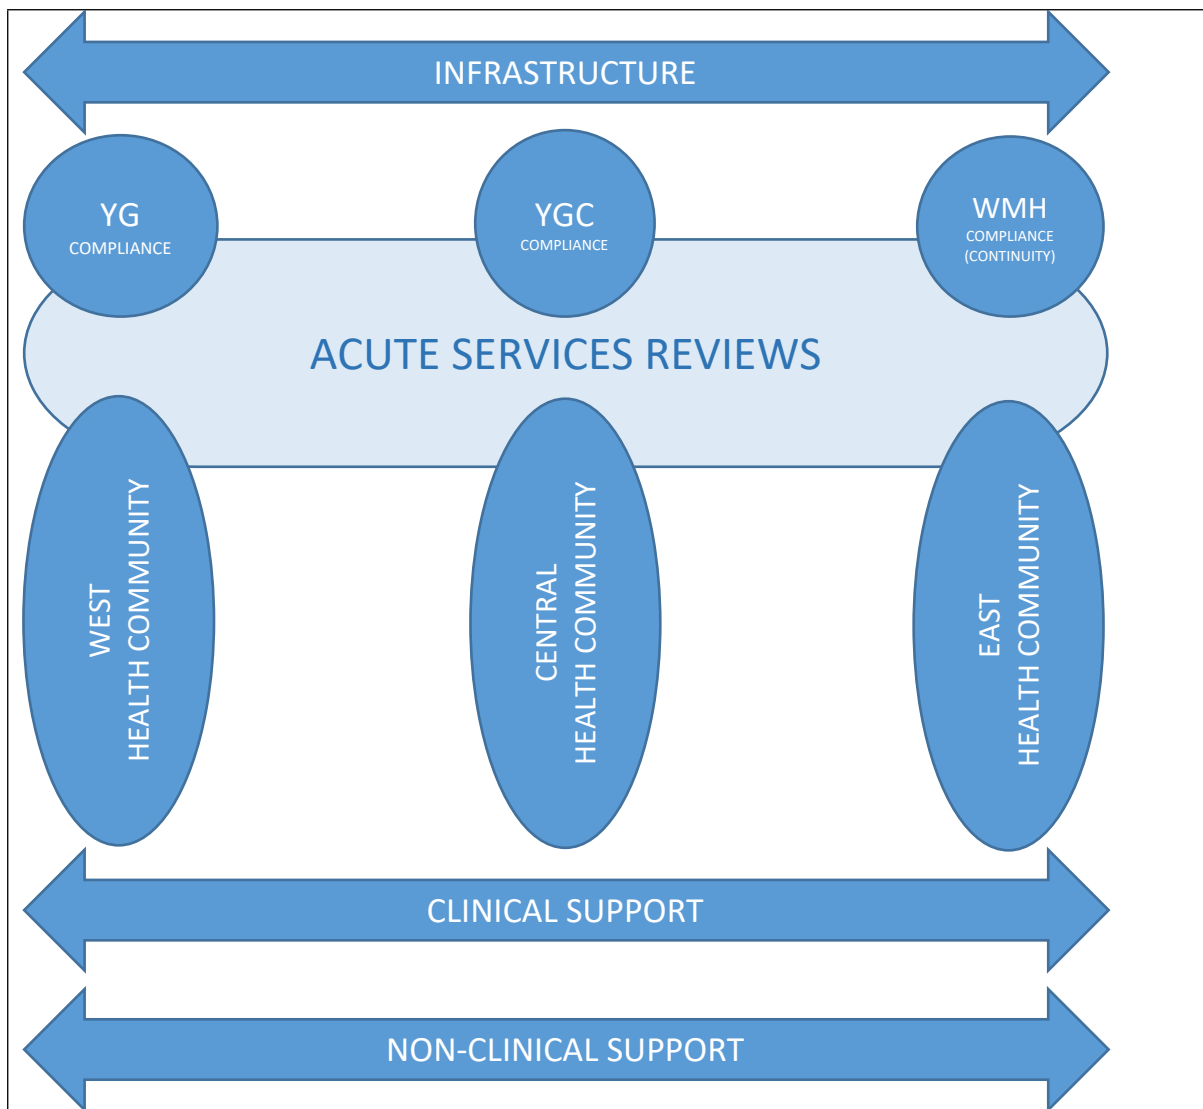 INFRASTRUCTURE
YG
COMPLIANCE
YGC
COMPLIANCE
WMH
COMPLIANCE
(CONTINUITY)
ACUTE SERVICES REVIEWS
WEST
HEALTH COMMUNITY
CENTRAL
HEALTH COMMUNITY
EAST
HEALTH COMMUNITY
CLINICAL SUPPORT
NON-CLINICAL SUPPORT